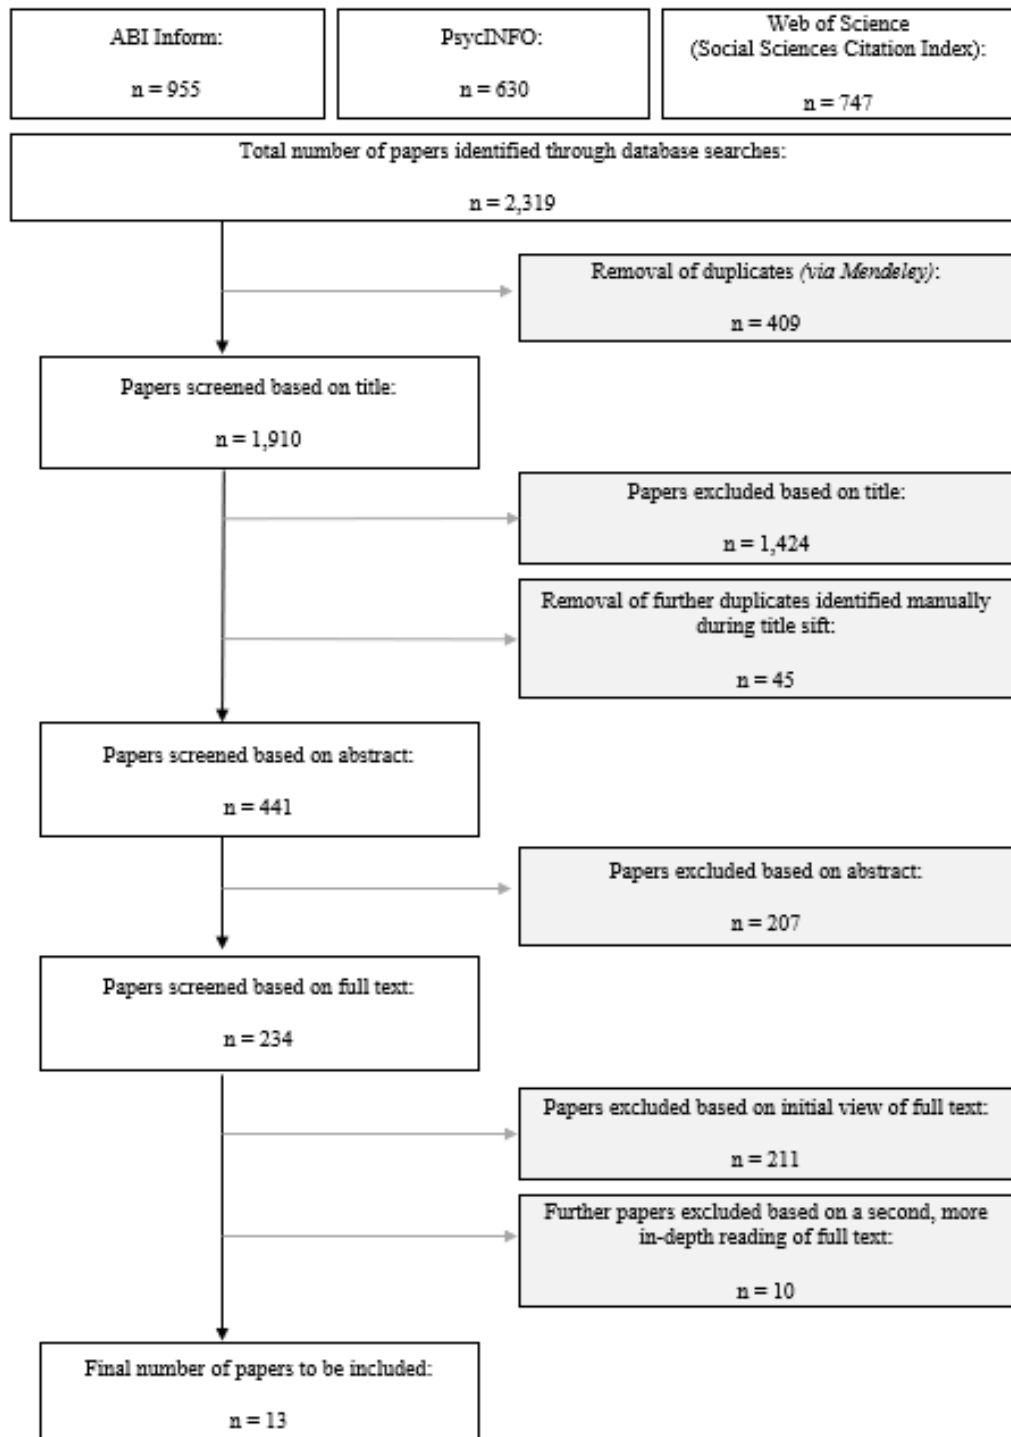 ABI Inform:
n = 955
PsycINFO:
n = 630
Web of Science
(Social Sciences Citation Index):
n = 747
Total number of papers identified through database searches:
n = 2,319
Removal of duplicates (via Mendeley):
n = 409
Papers screened based on title:
n = 1,910
Papers excluded based on title:
n = 1,424
Removal of further duplicates identified manually
during title sift:
n = 45
Papers screened based on abstract:
n = 441
Papers excluded based on abstract:
n = 207
Papers screened based on full text:
n = 234
Papers excluded based on initial view of full text:
n = 211
Further papers excluded based on a second, more
in-depth reading of full text:
n = 10
Final number of papers to be included:
n = 13